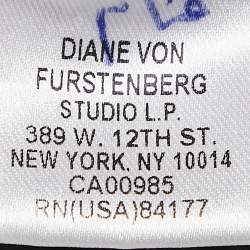 DIANE VON
FURSTENBERG
STUDIO L.P.
389 W. 12TH ST.
NEW YORK, NY 10014
CA00985
RN(USA)84177